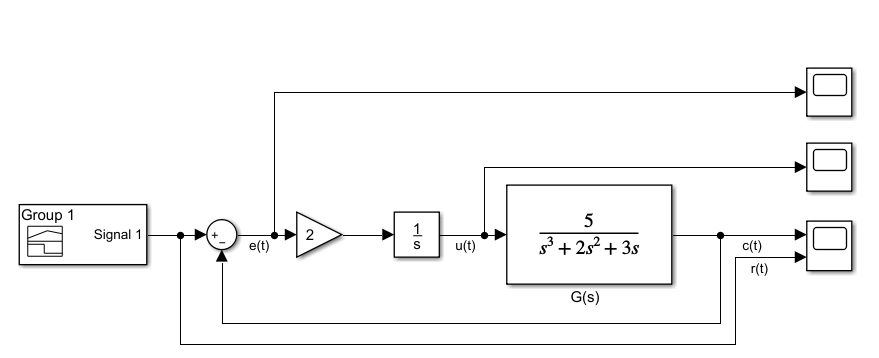 Group 1
Signal 1
+
−
e(t)
2
1
s
u(t)
5
s³ + 2s² + 3s
G(s)
c(t)
r(t)